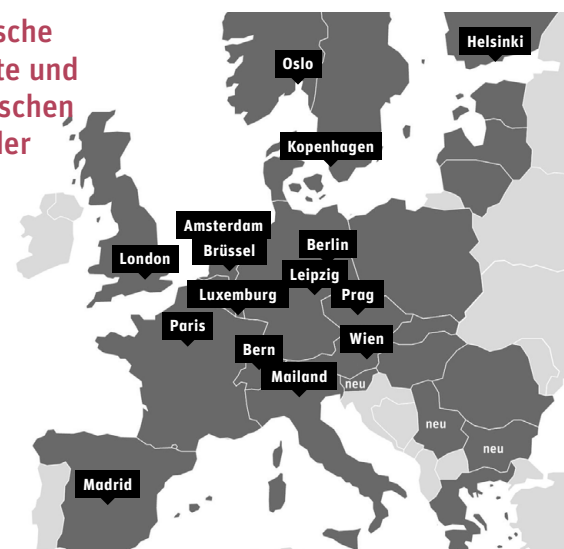 sche
te und
schen
ler
Helsinki
Oslo
Kopenhagen
Amsterdam
Brüssel
London
Berlin
Leipzig
Luxemburg
Prag
Paris
Wien
Bern
Mailand
neu
neu
neu
Madrid